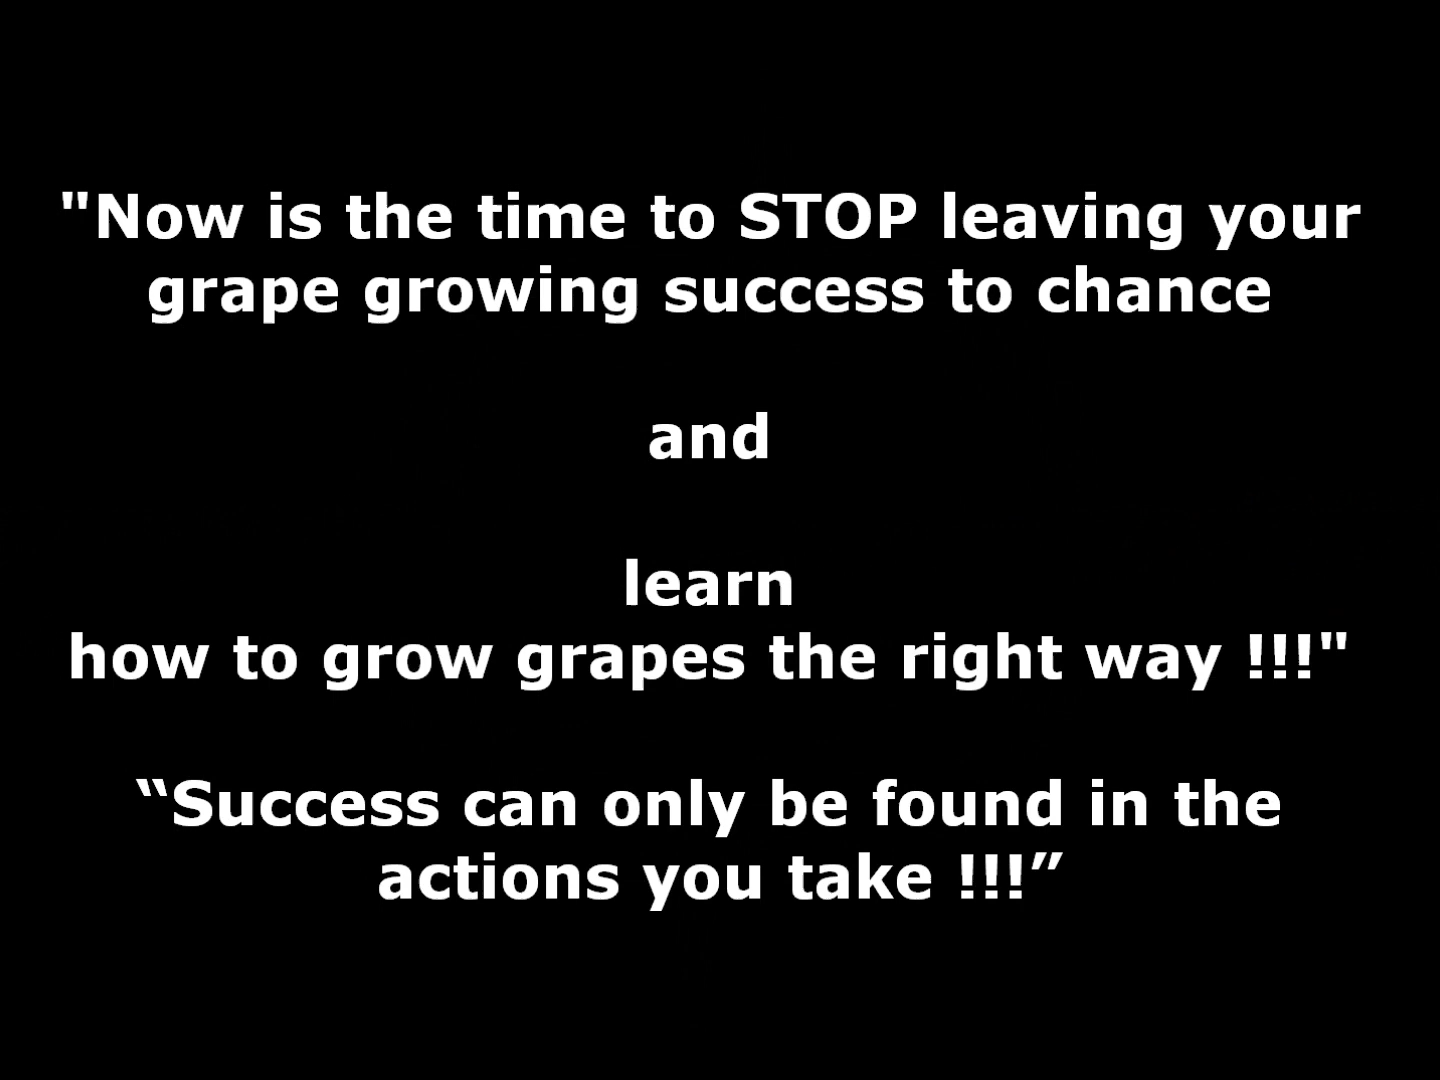 "Now is the time to STOP leaving your
grape growing success to chance
and
learn
how to grow grapes the right way !!!"
“Success can only be found in the
actions you take !!!”